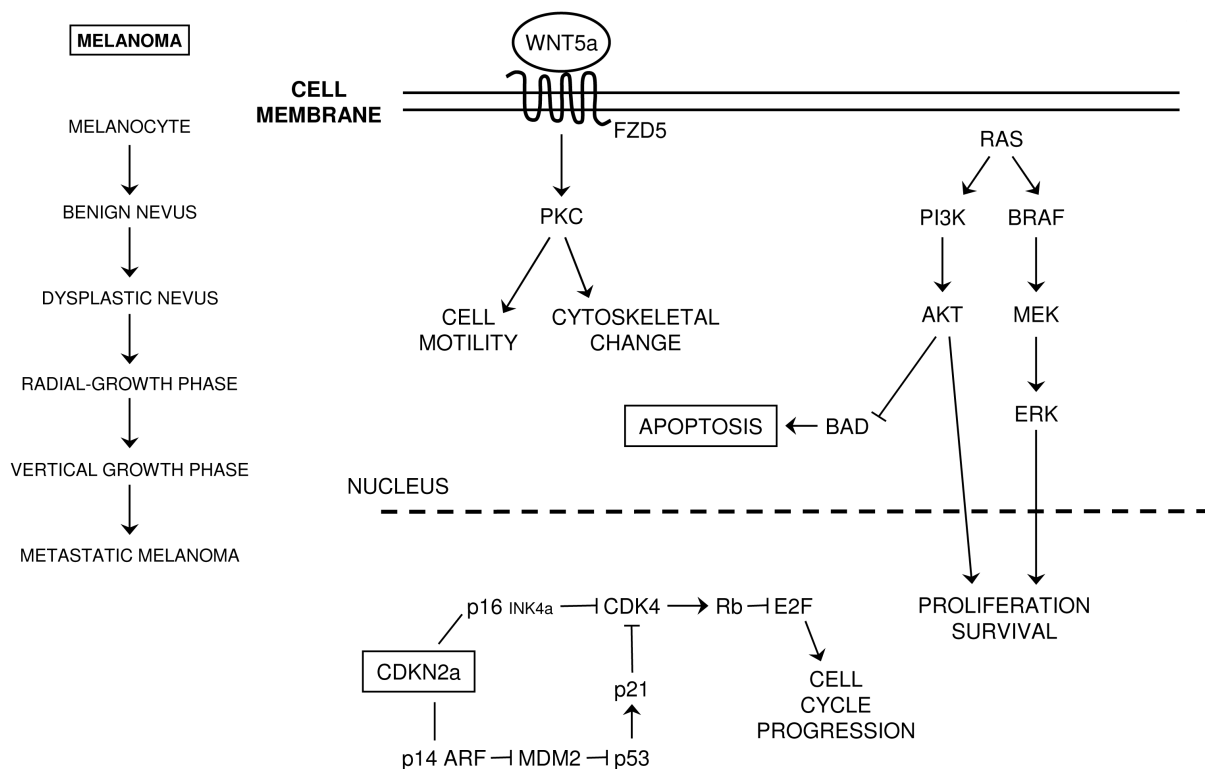 MELANOMA
MELANOCYTE
BENIGN NEVUS
DYSPLASTIC NEVUS
RADIAL-GROWTH PHASE
VERTICAL GROWTH PHASE
METASTATIC MELANOMA
WNT5a
CELL
MEMBRANE
FZD5
PKC
CELL
MOTILITY
CYTOSKELETAL
CHANGE
RAS
PI3K
BRAF
AKT
MEK
APOPTOSIS
BAD
ERK
NUCLEUS
PROLIFERATION
SURVIVAL
p16 INK4a
CDK4
Rb
E2F
CDKN2a
p21
CELL
CYCLE
PROGRESSION
p14 ARF
MDM2
p53